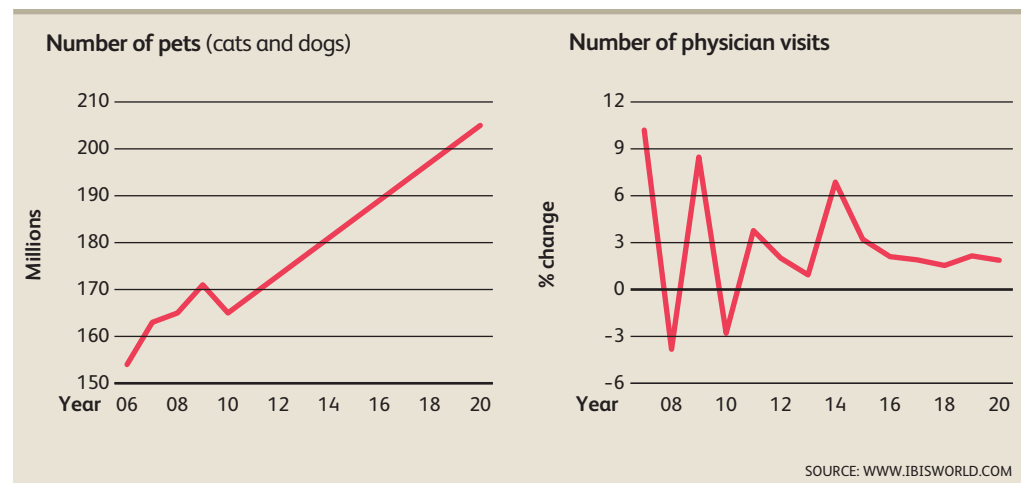 Number of pets (cats and dogs)
210
200
190
180
170
160
150
Millions
Year 06 08 10 12 14 16 18 20
Number of physician visits
12
9
6
3
0
-3
-6
% change
Year 08 10 12 14 16 18 20
SOURCE: WWW.IBISWORLD.COM